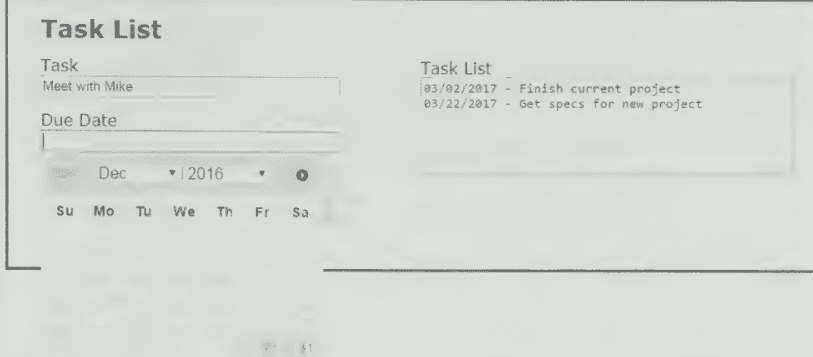 Task List
Task
Meet with Mike
Due Date
Dec 2016
Su Mo Tu We Th Fr Sa
31
Task List
03/02/2017 - Finish current project
03/22/2017 - Get specs for new project